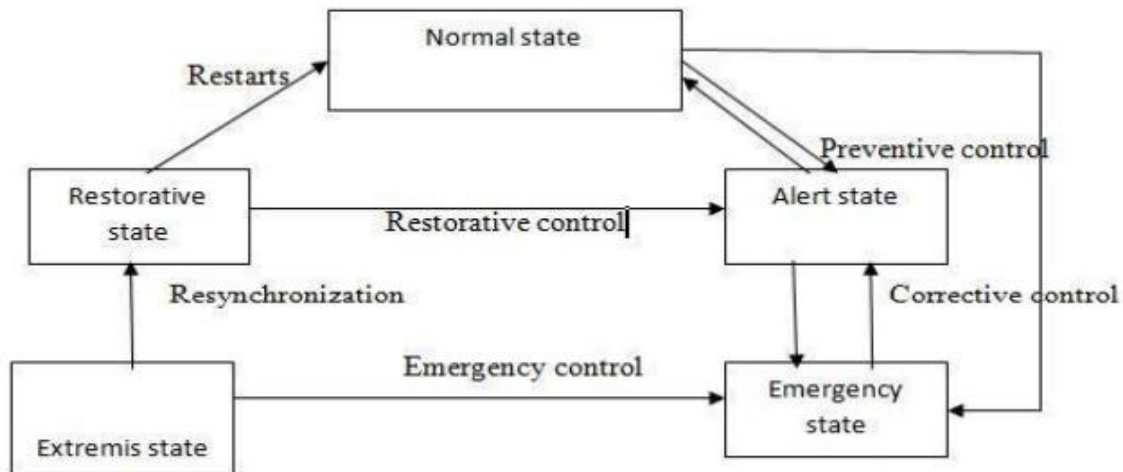 Normal state
Restarts
Preventive control
Restorative
state
Alert state
Restorative control
Resynchronization
Corrective control
Emergency control
Emergency
state
Extremis state